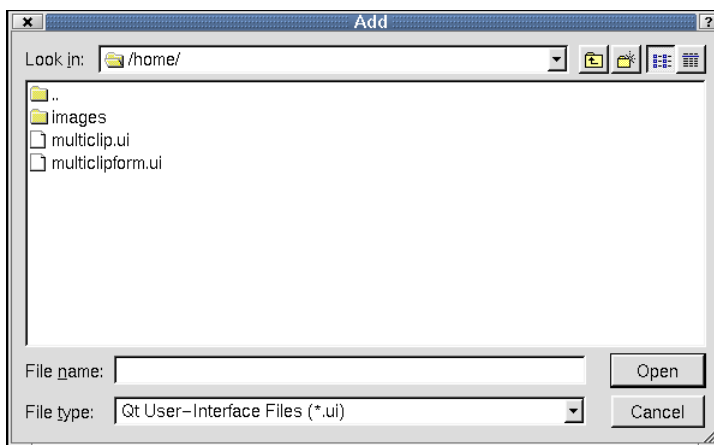 Add
?
Look in: /home/
..
images
multiclip.ui
multiclipform.ui
File name: Open
File type: Qt User-Interface Files (*.ui) Cancel